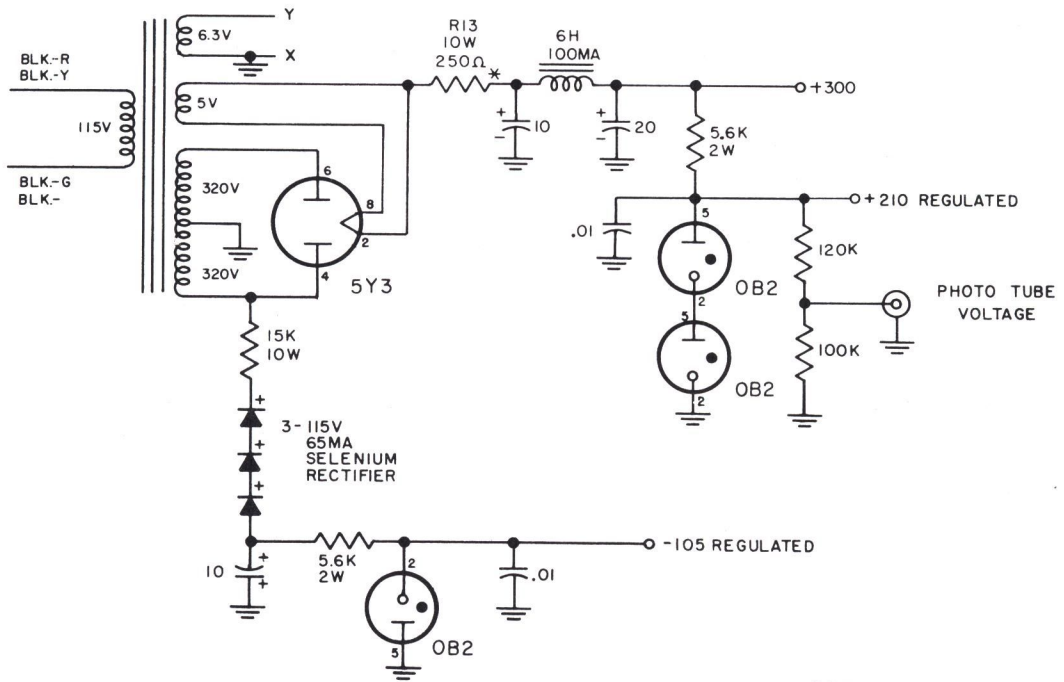 Y
6.3V
X
BLK.-R
BLK.-Y
115V
BLK.-G
BLK.-
5V
320V
320V
6
8
2
4
5Y3
R13
10W
250Ω
*
6H
100MA
+
-
10
+
-
20
+300
5.6K
2W
+210 REGULATED
.01
5
2
OB2
5
2
OB2
120K
100K
PHOTO TUBE
VOLTAGE
15K
10W
+
+
+
3-115V
65MA
SELENIUM
RECTIFIER
10
+
+
5.6K
2W
2
5
OB2
.01
-105 REGULATED